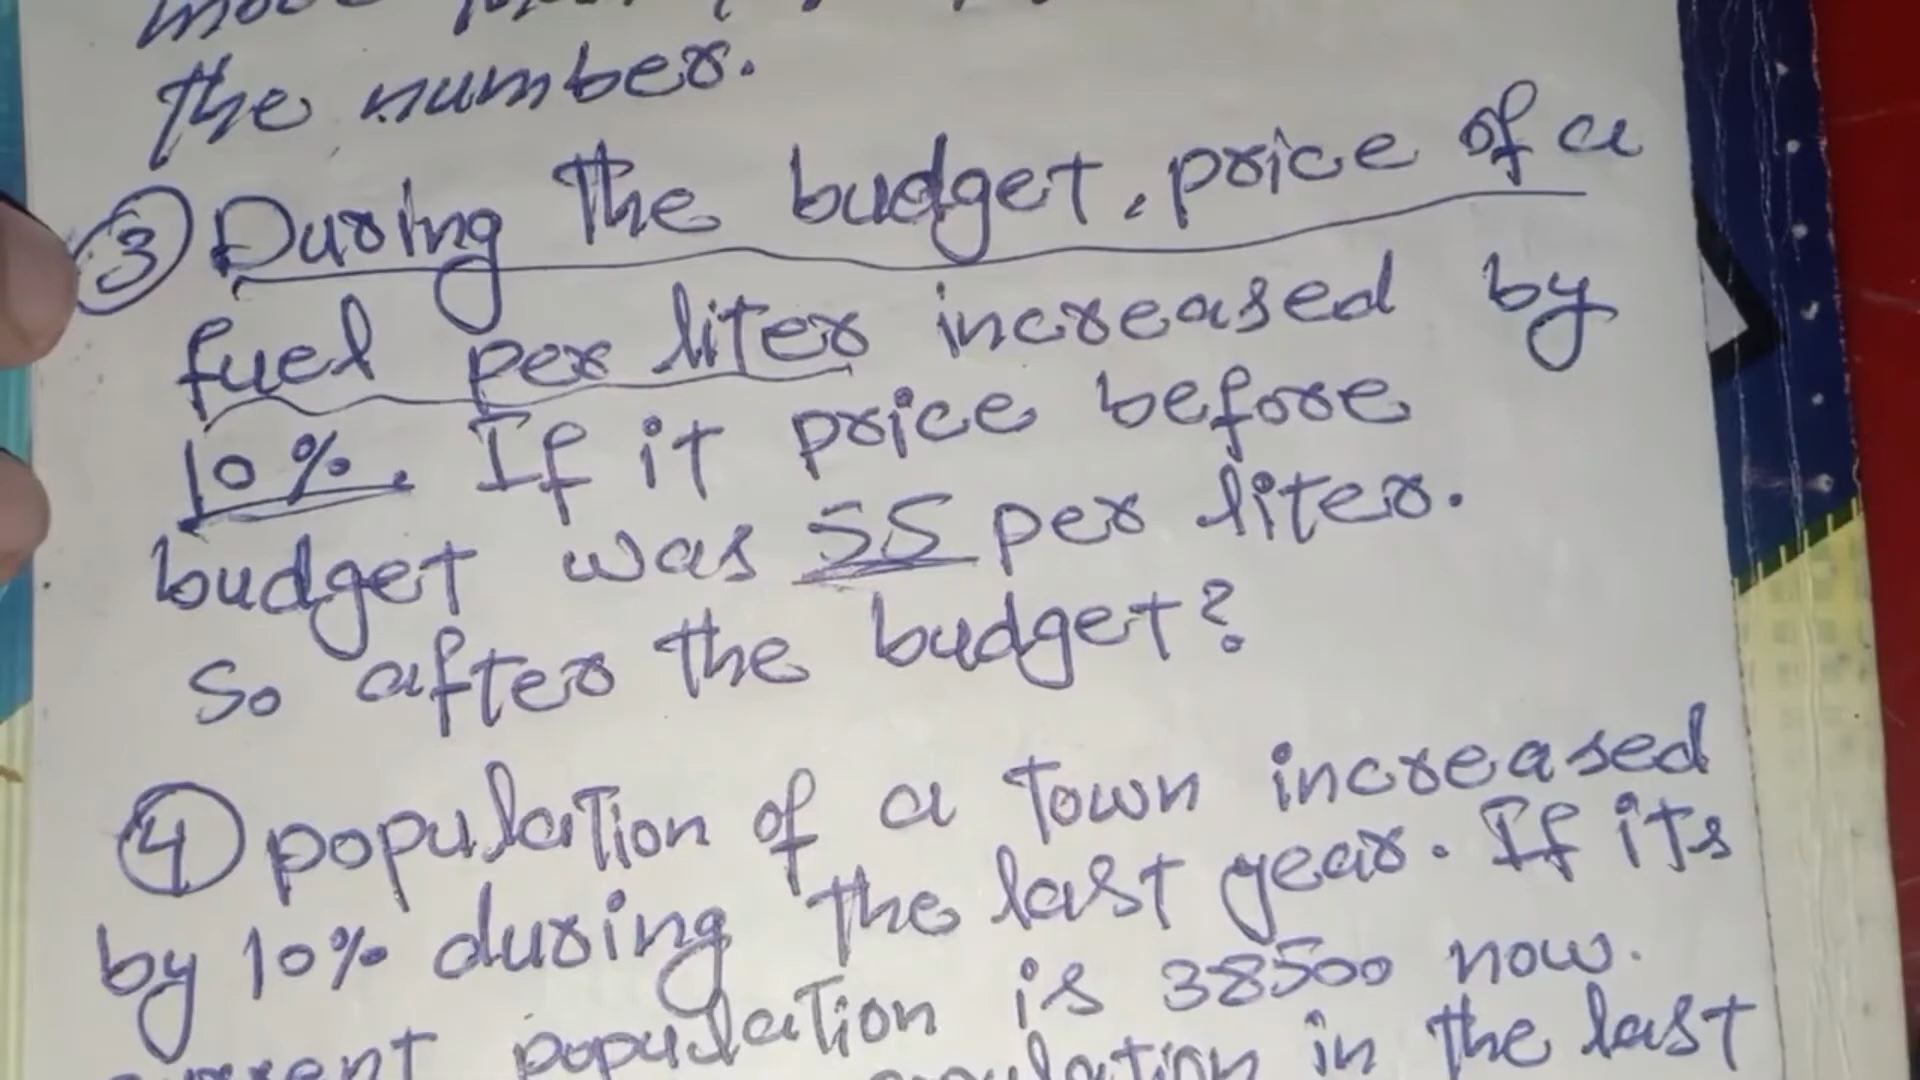 the number.
③ During the budget, price of a
fuel per liter increased by
10%. If it price before
budget was 55 per liter.
So after the budget?
④ population of a town increased
by 10% during the last year. If its
population is 38500 now.
in the last